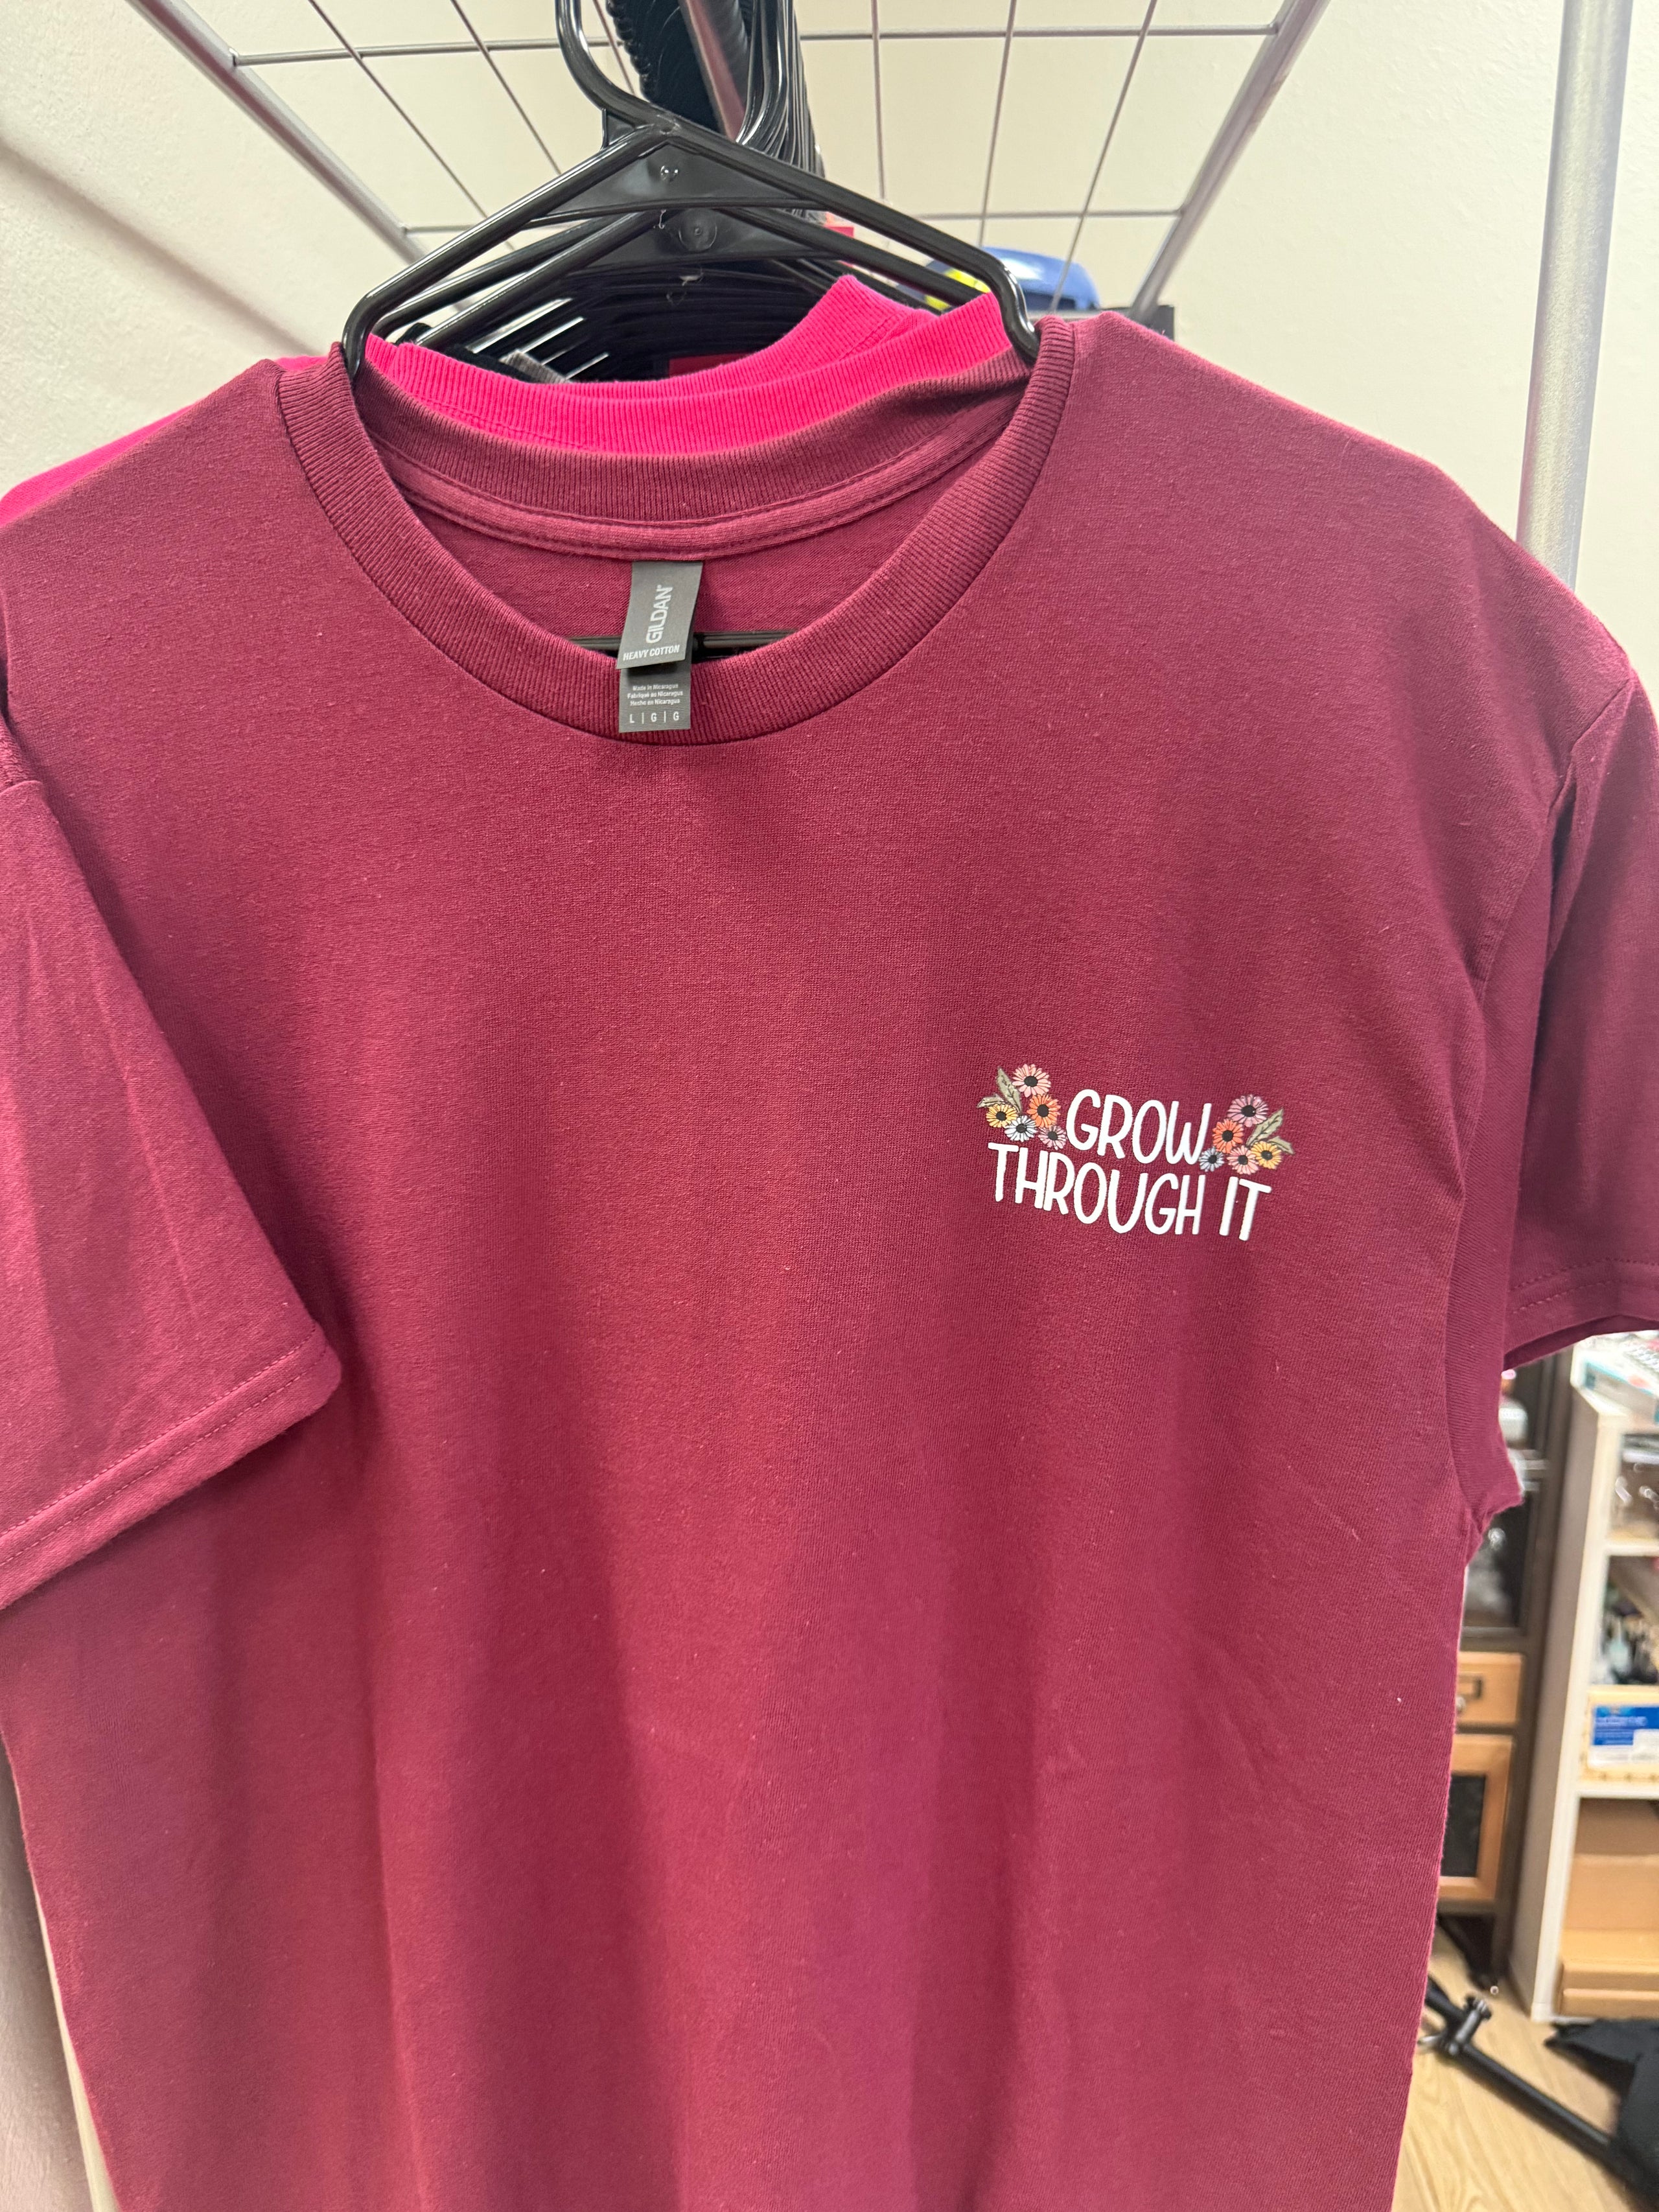 GILDAN®
HEAVY COTTON
Made in Nicaragua
Fabriqué au Nicaragua
Hecho en Nicaragua
L | G | G
GROW
THROUGH IT